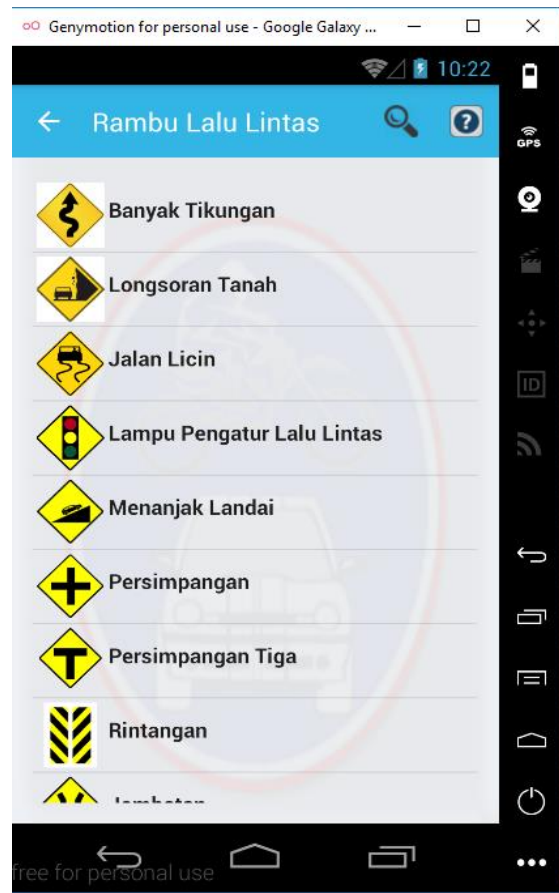 Genymotion for personal use - Google Galaxy ...
10:22
Rambu Lalu Lintas
GPS
Banyak Tikungan
Longsoran Tanah
Jalan Licin
ID
Lampu Pengatur Lalu Lintas
Menanjak Landai
Persimpangan
Persimpangan Tiga
Rintangan
free for personal use